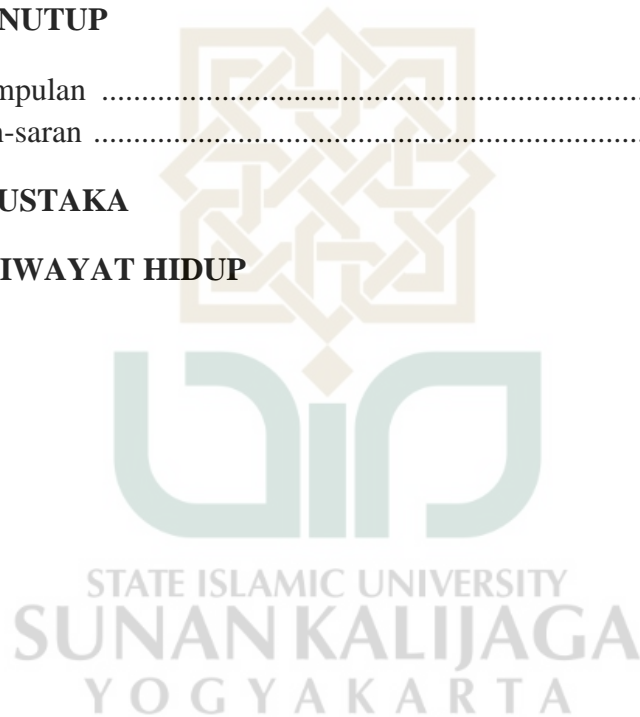 NUTUP
mpulan ..........................................................................
n-saran ...........................................................................
USTAKA
IWAYAT HIDUP
STATE ISLAMIC UNIVERSITY
SUNAN KALIJAGA
YOGYAKARTA